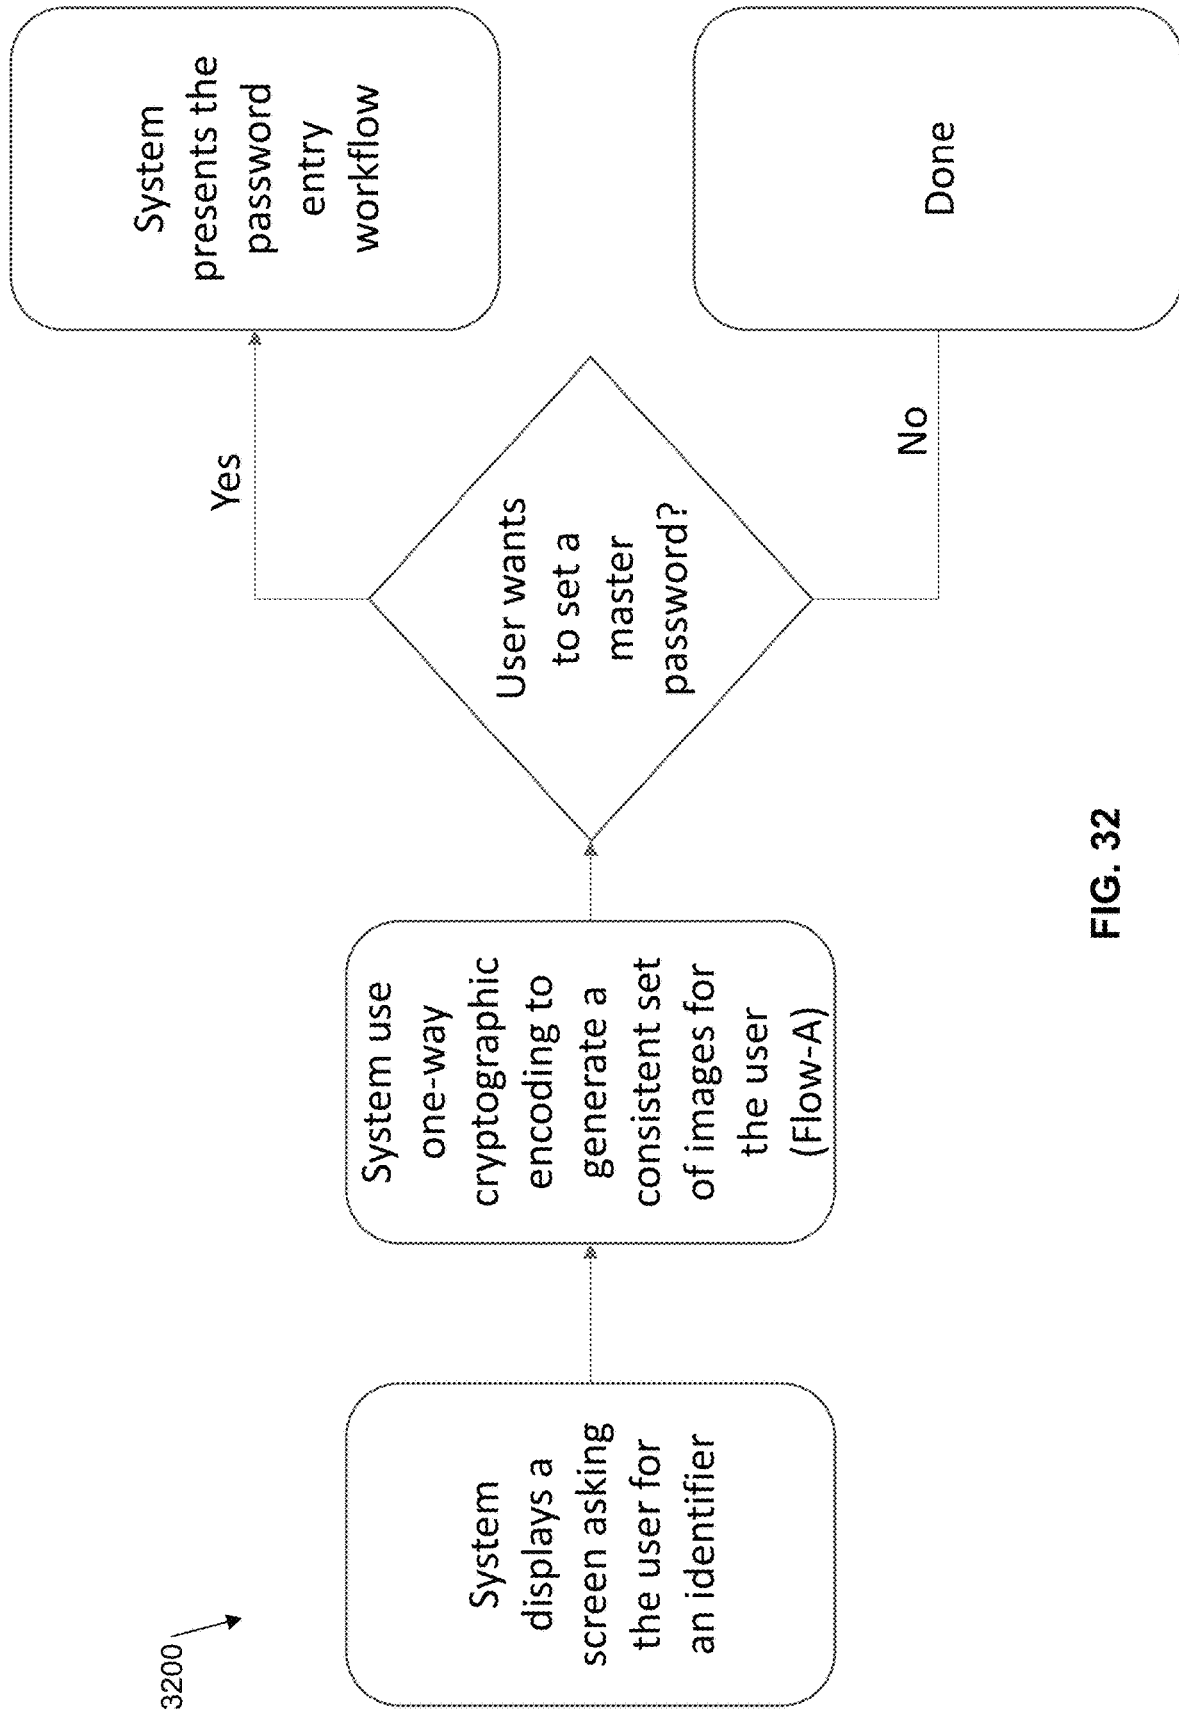 3200
System
displays a
screen asking
the user for
an identifier
System use
one-way
cryptographic
encoding to
generate a
consistent set
of images for
the user
(Flow-A)
User wants
to set a
master
password?
Yes
System
presents the
password
entry
workflow
No
Done
FIG. 32